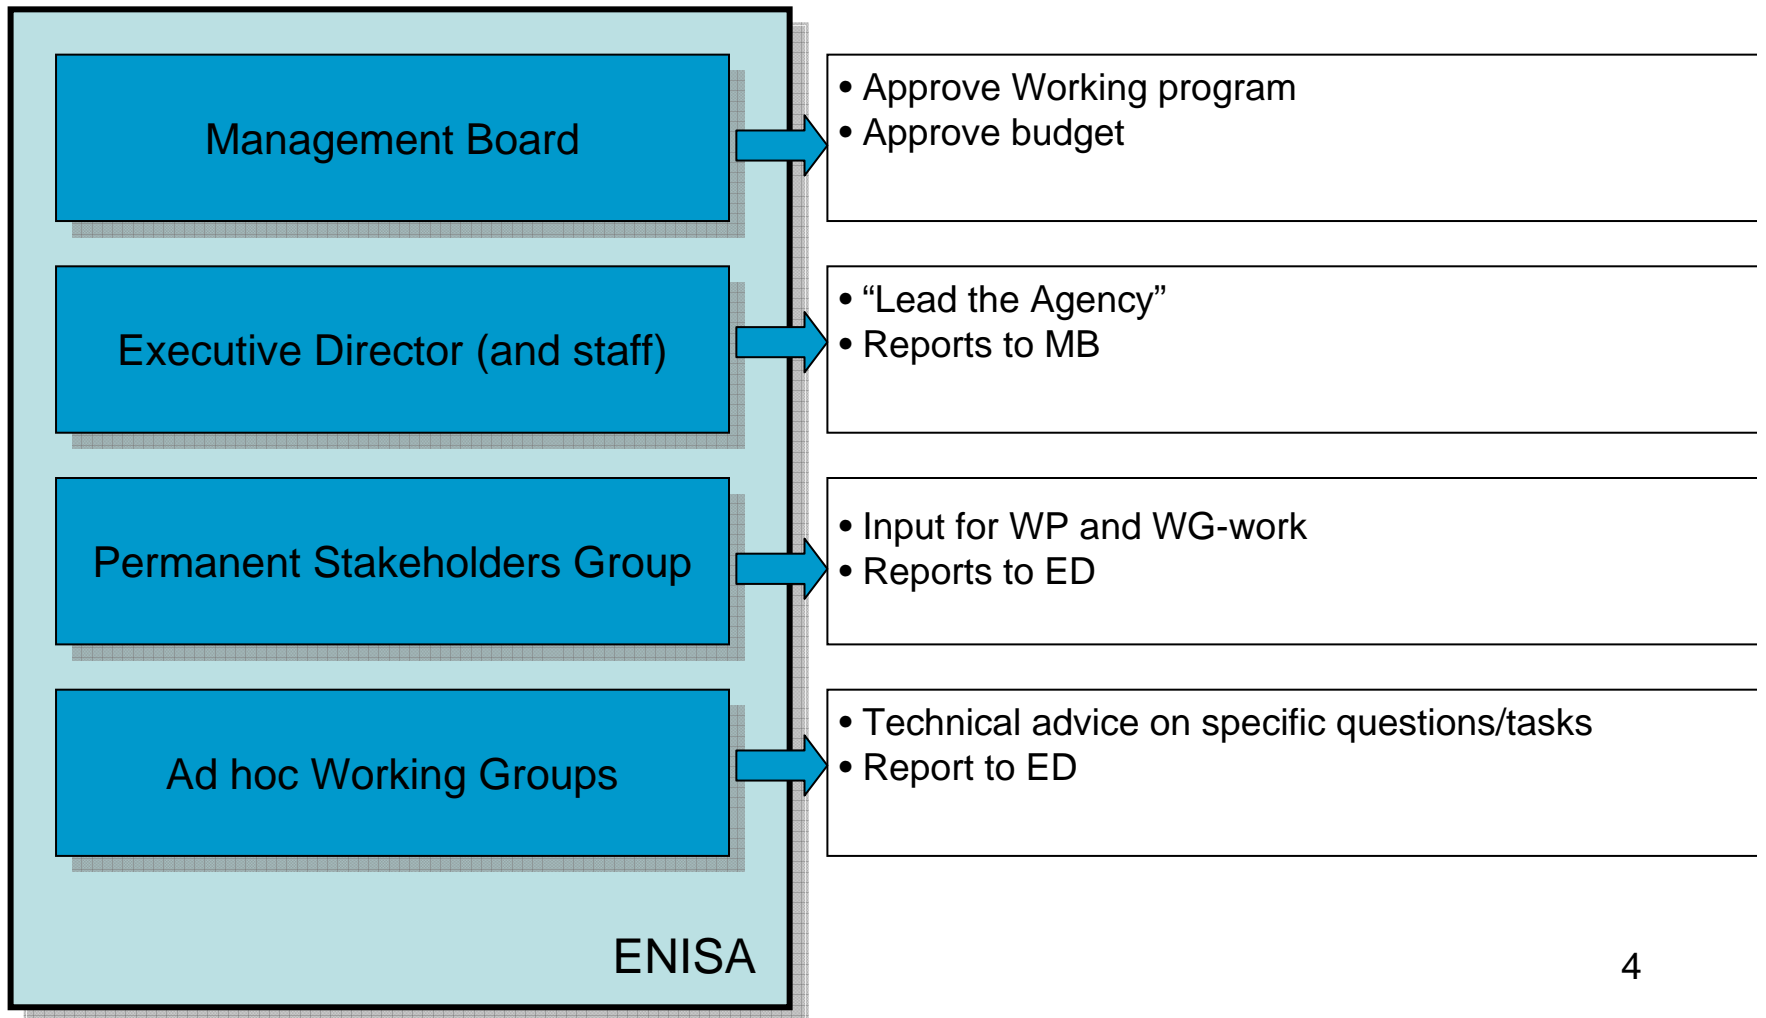 Management Board
• Approve Working program
• Approve budget
Executive Director (and staff)
• “Lead the Agency”
• Reports to MB
Permanent Stakeholders Group
• Input for WP and WG-work
• Reports to ED
Ad hoc Working Groups
• Technical advice on specific questions/tasks
• Report to ED
ENISA
4